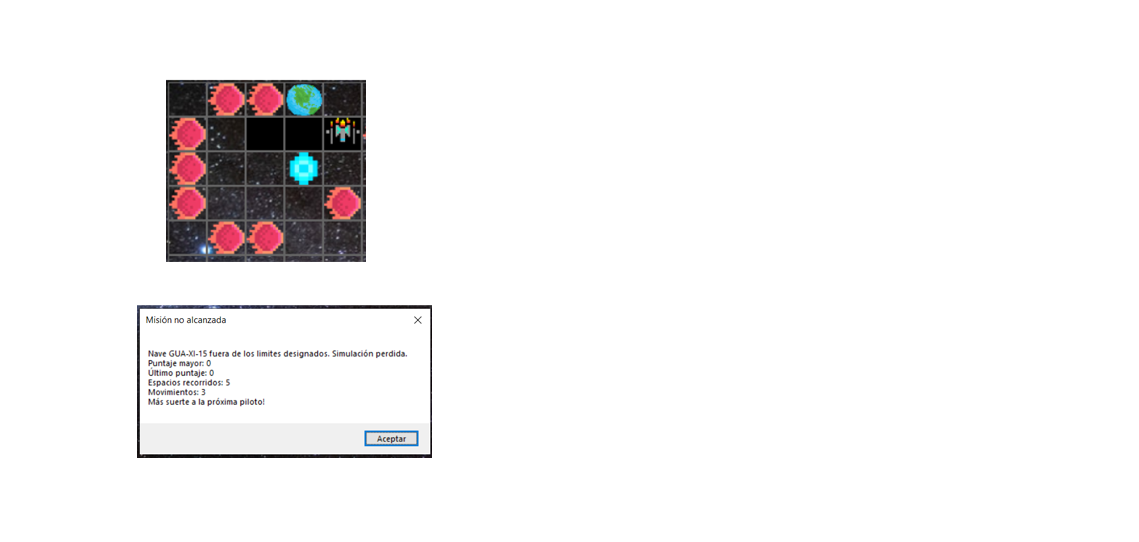 Misión no alcanzada
Nave GUA-XI-15 fuera de los limites designados. Simulación perdida.
Puntaje mayor: 0
Último puntaje: 0
Espacios recorridos: 5
Movimientos: 3
Más suerte a la próxima piloto!
Aceptar